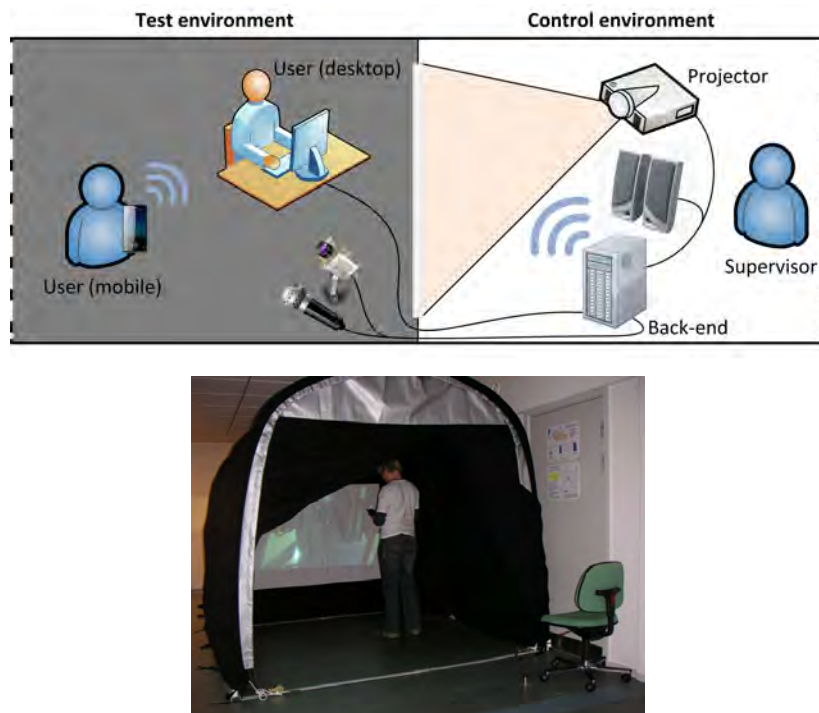 Test environment
Control environment
User (desktop)
Projector
User (mobile)
Supervisor
Back-end